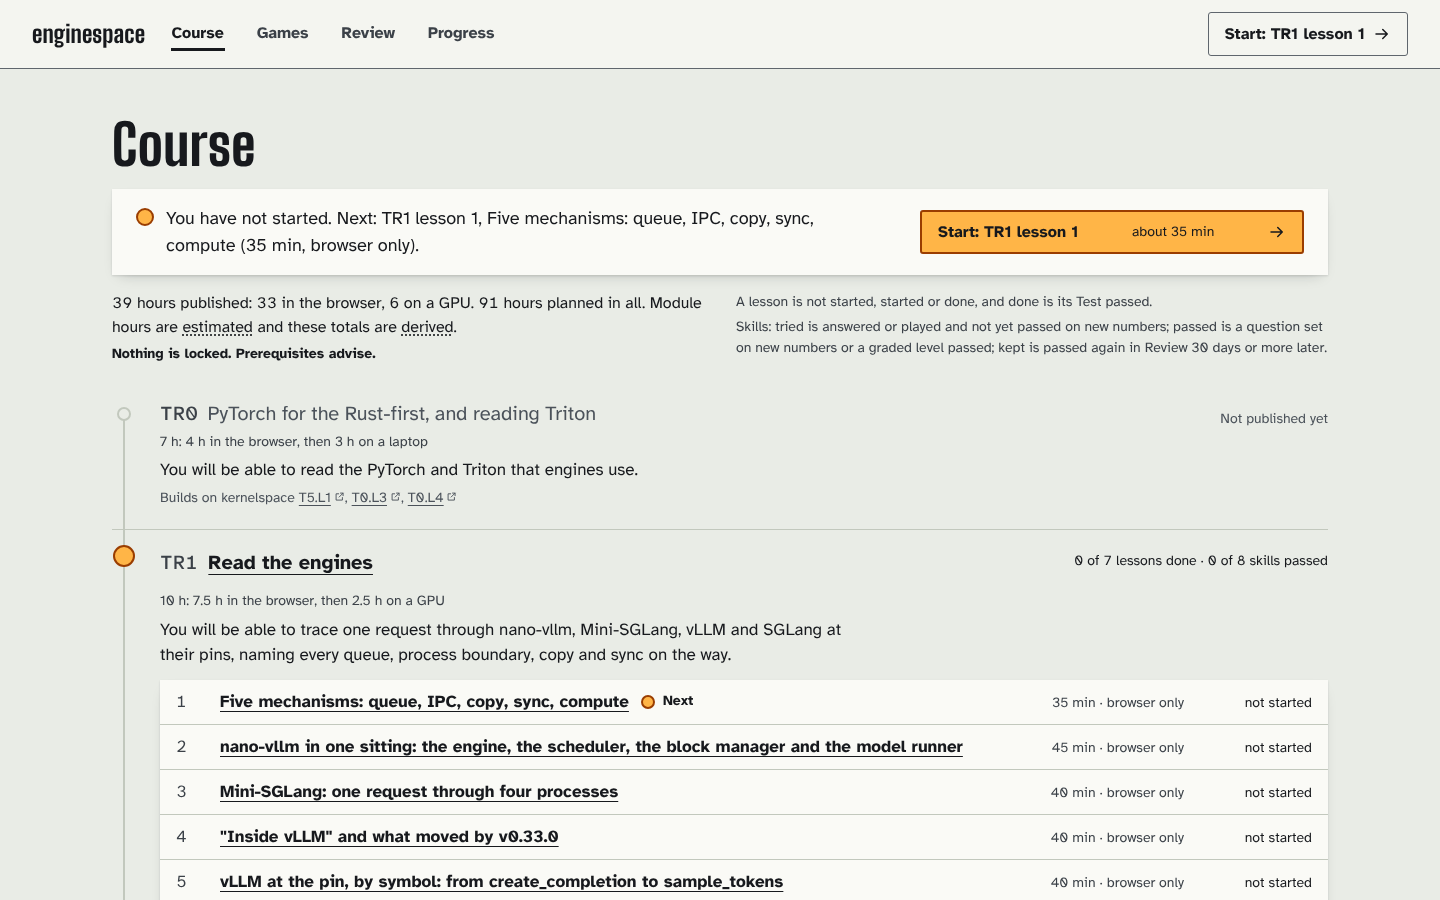 enginespace
Course
Games
Review
Progress
Start: TR1 lesson 1 →
Course
You have not started. Next: TR1 lesson 1, Five mechanisms: queue, IPC, copy, sync,
compute (35 min, browser only).
Start: TR1 lesson 1 about 35 min →
39 hours published: 33 in the browser, 6 on a GPU. 91 hours planned in all. Module
hours are estimated and these totals are derived.
Nothing is locked. Prerequisites advise.
A lesson is not started, started or done, and done is its Test passed.
Skills: tried is answered or played and not yet passed on new numbers; passed is a question set
on new numbers or a graded level passed; kept is passed again in Review 30 days or more later.
TR0 PyTorch for the Rust-first, and reading Triton
Not published yet
7 h: 4 h in the browser, then 3 h on a laptop
You will be able to read the PyTorch and Triton that engines use.
Builds on kernelspace T5.L1, T0.L3, T0.L4
TR1 Read the engines
0 of 7 lessons done · 0 of 8 skills passed
10 h: 7.5 h in the browser, then 2.5 h on a GPU
You will be able to trace one request through nano-vllm, Mini-SGLang, vLLM and SGLang at
their pins, naming every queue, process boundary, copy and sync on the way.
1 Five mechanisms: queue, IPC, copy, sync, compute Next 35 min · browser only not started
2 nano-vllm in one sitting: the engine, the scheduler, the block manager and the model runner 45 min · browser only not started
3 Mini-SGLang: one request through four processes 40 min · browser only not started
4 "Inside vLLM" and what moved by v0.33.0 40 min · browser only not started
5 vLLM at the pin, by symbol: from create_completion to sample_tokens 40 min · browser only not started